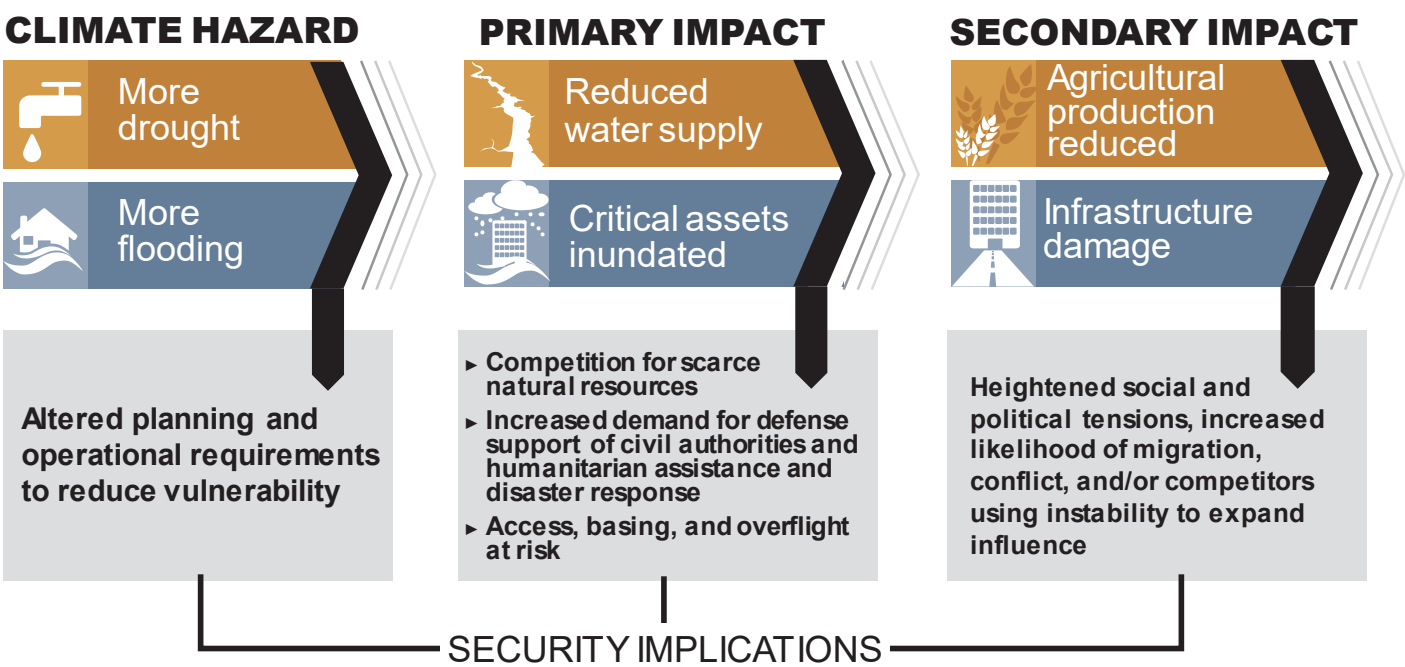 CLIMATE HAZARD
More
drought
More
flooding
Altered planning and
operational requirements
to reduce vulnerability
PRIMARY IMPACT
Reduced
water supply
Critical assets
inundated
► Competition for scarce
natural resources
► Increased demand for defense
support of civil authorities and
humanitarian assistance and
disaster response
► Access, basing, and overflight
at risk
SECONDARY IMPACT
Agricultural
production
reduced
Infrastructure
damage
Heightened social and
political tensions, increased
likelihood of migration,
conflict, and/or competitors
using instability to expand
influence
SECURITY IMPLICATIONS